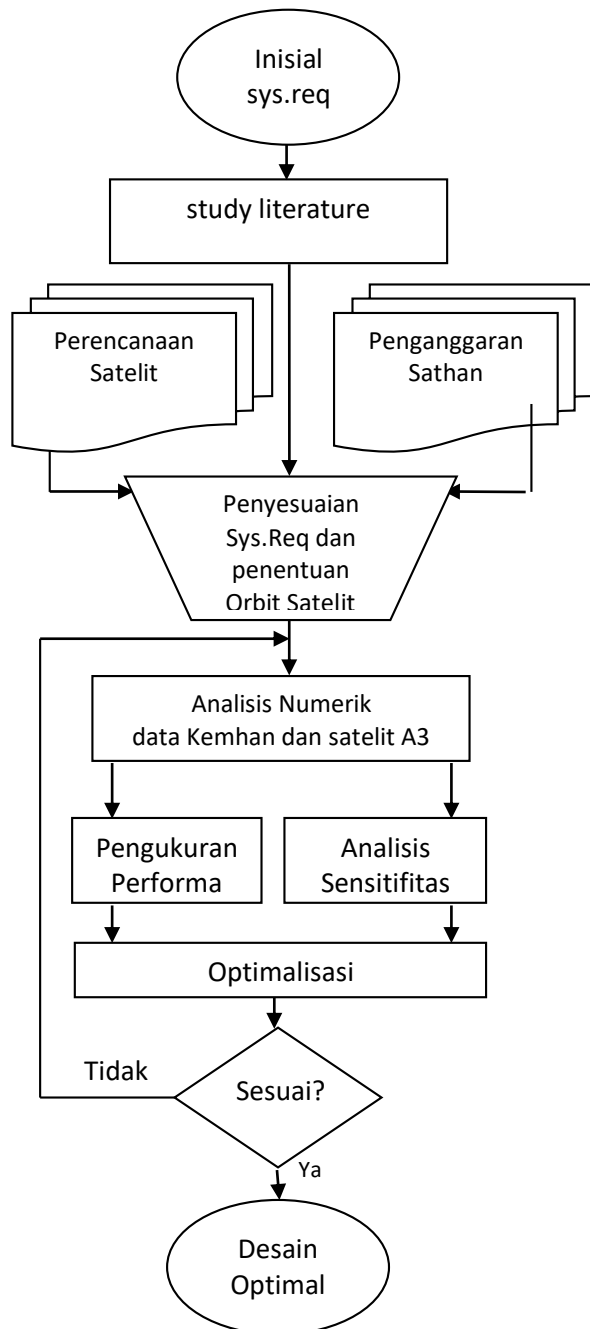 Inisial
sys.req
study literature
Perencanaan
Satelit
Penganggaran
Sathan
Penyesuaian
Sys.Req dan
penentuan
Orbit Satelit
Analisis Numerik
data Kemhan dan satelit A3
Pengukuran
Performa
Analisis
Sensitifitas
Optimalisasi
Tidak
Sesuai?
Ya
Desain
Optimal